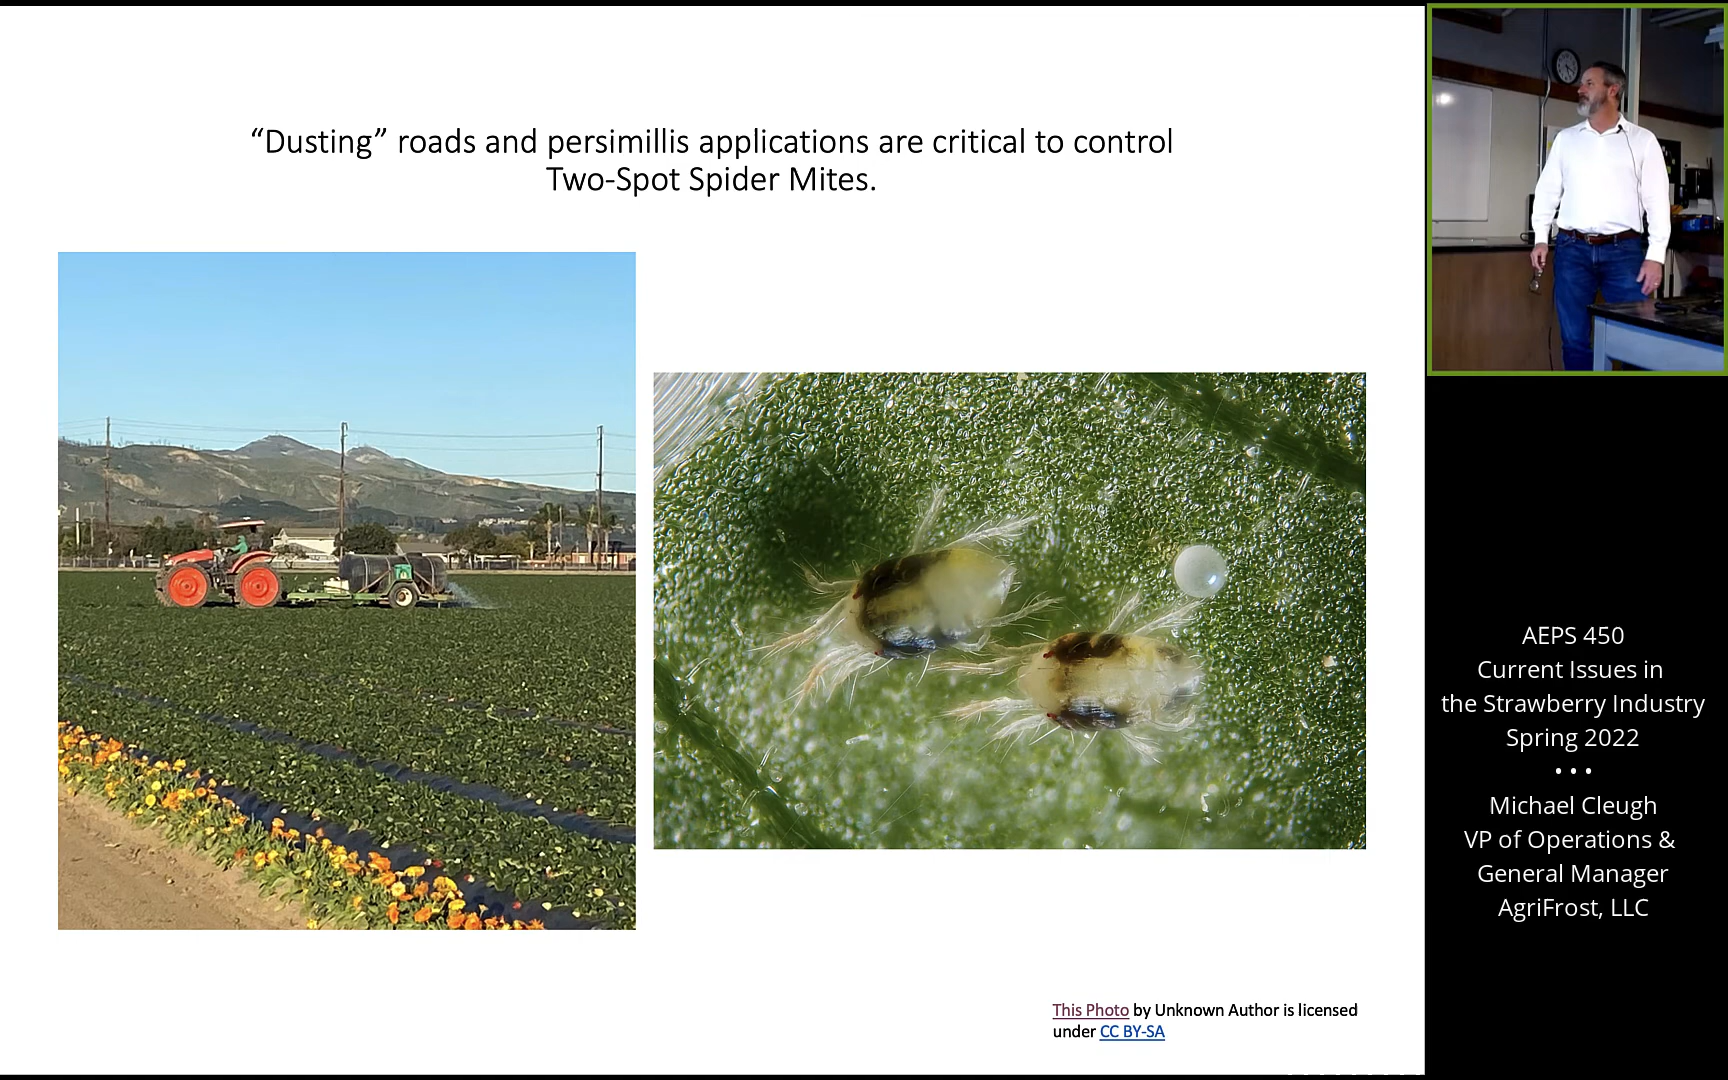 “Dusting” roads and persimillis applications are critical to control
Two-Spot Spider Mites.
This Photo by Unknown Author is licensed
under CC BY-SA
AEPS 450
Current Issues in
the Strawberry Industry
Spring 2022
• • •
Michael Cleugh
VP of Operations &
General Manager
AgriFrost, LLC